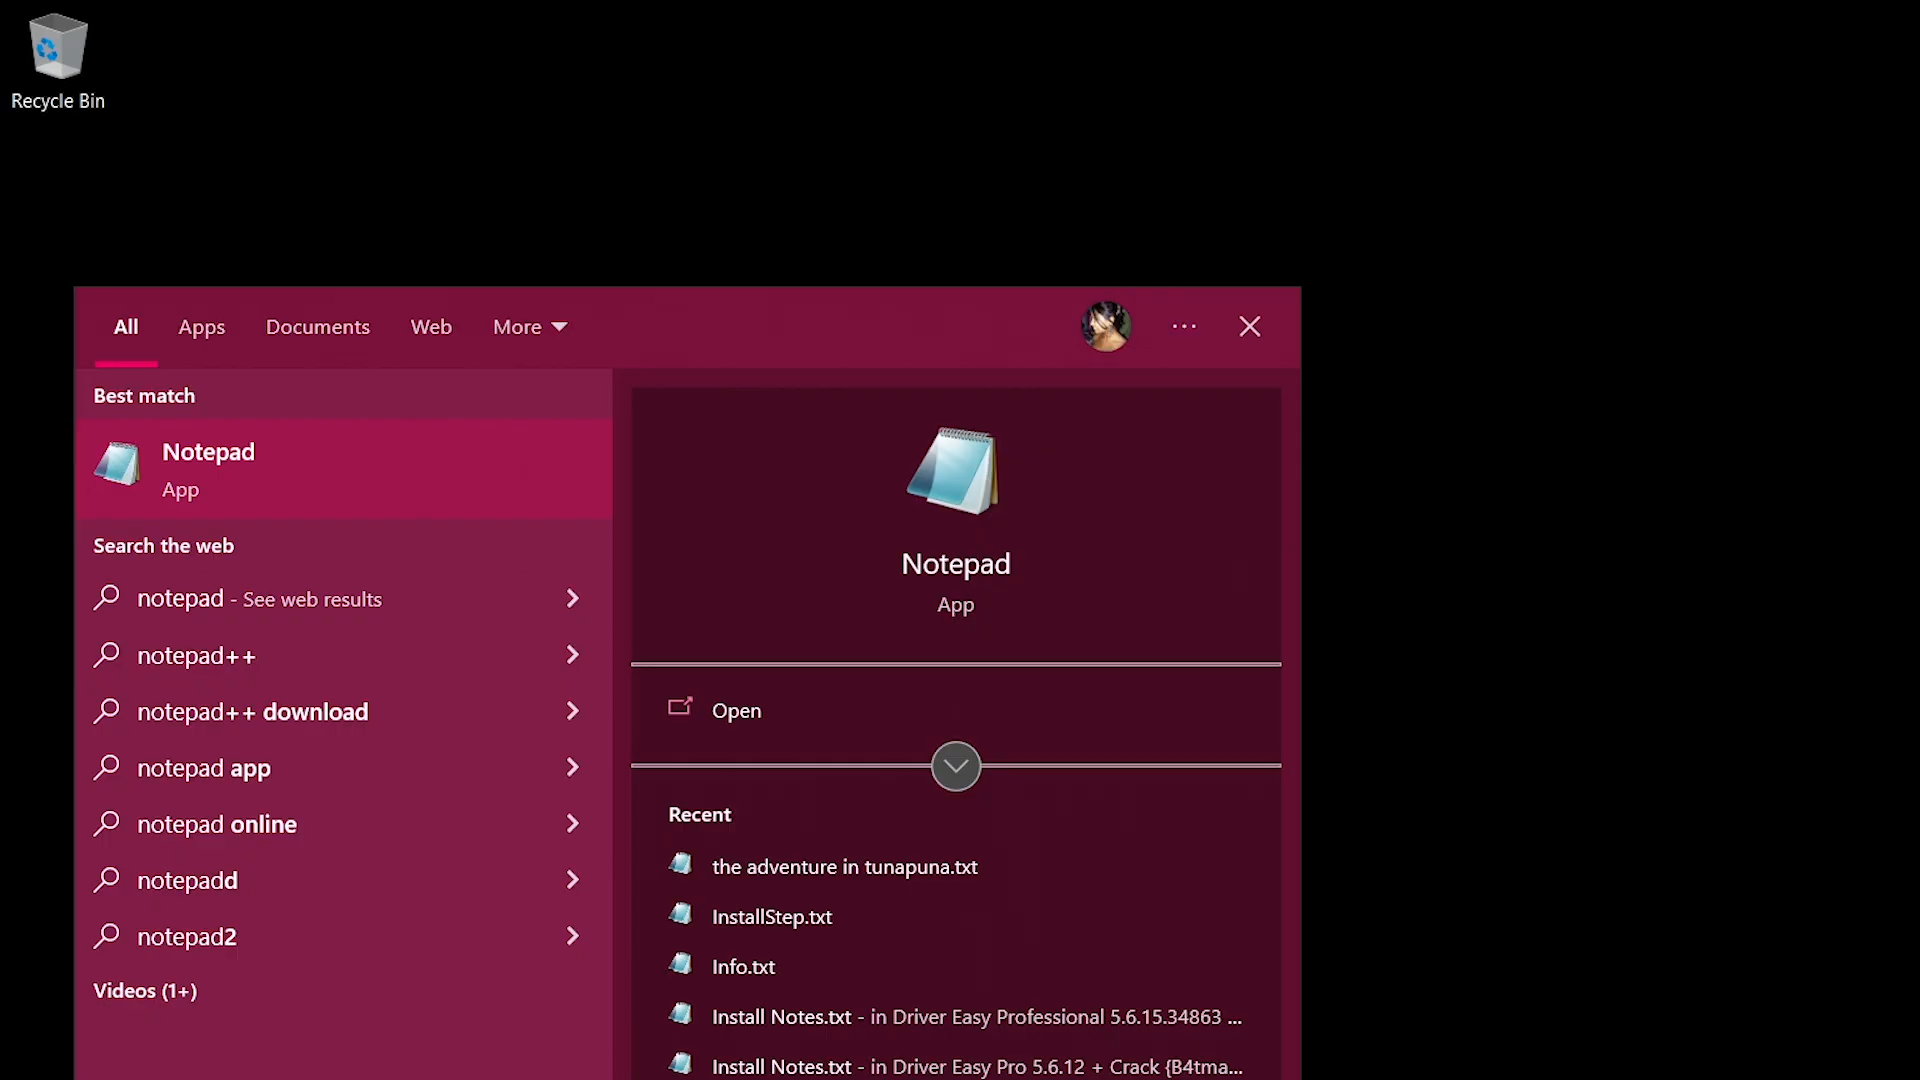 Recycle Bin
All Apps Documents Web More
Best match
Notepad
App
Search the web
notepad - See web results
notepad++
notepad++ download
notepad app
notepad online
notepadd
notepad2
Videos (1+)
Notepad
App
Open
Recent
the adventure in tunapuna.txt
InstallStep.txt
Info.txt
Install Notes.txt - in Driver Easy Professional 5.6.15.34863 ...
Install Notes.txt - in Driver Easy Pro 5.6.12 + Crack {B4tma...